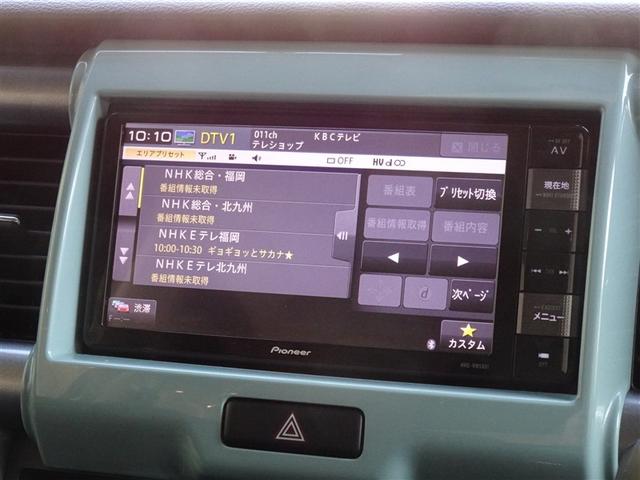 10:10 DTV1 011ch KBCテレビ
テレショップ
閉じる
エリアプリセット OFF HV d
NHK総合・福岡
番組情報未取得
NHK総合・北九州
番組情報未取得
NHKEテレ福岡
10:00-10:30 ギョギョッとサカナ★
NHKEテレ北九州
番組情報未取得
番組表 プリセット切換
番組情報取得 番組内容
d 次ページ
渋滞
カスタム
Pioneer
AV
現在地
メニュー